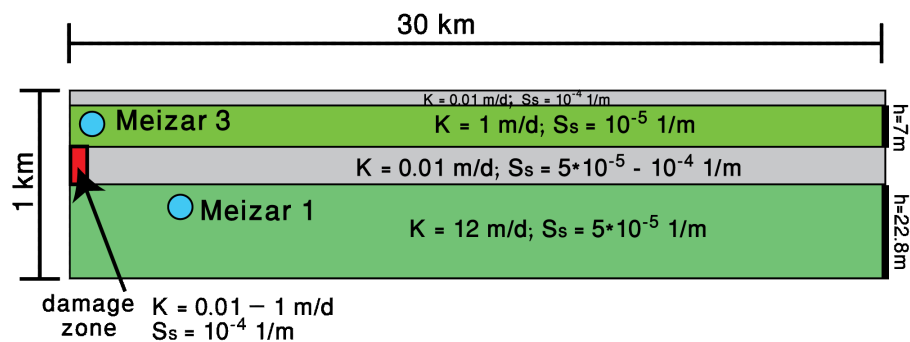 30 km
K = 0.01 m/d; Ss = 10-4 1/m
Meizar 3
K = 1 m/d; Ss = 10-5 1/m
h=7m
1 km
K = 0.01 m/d; Ss = 5*10-5 - 10-4 1/m
Meizar 1
K = 12 m/d; Ss = 5*10-5 1/m
h=22.8m
damage
zone
K = 0.01 – 1 m/d
Ss = 10-4 1/m